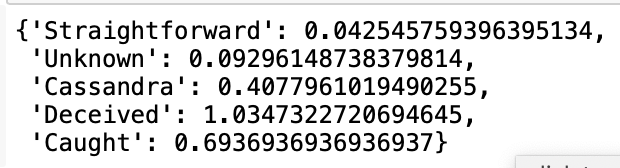 {'Straightforward': 0.042545759396395134,
'Unknown': 0.09296148738379814,
'Cassandra': 0.4077961019490255,
'Deceived': 1.0347322720694645,
'Caught': 0.6936936936936937}